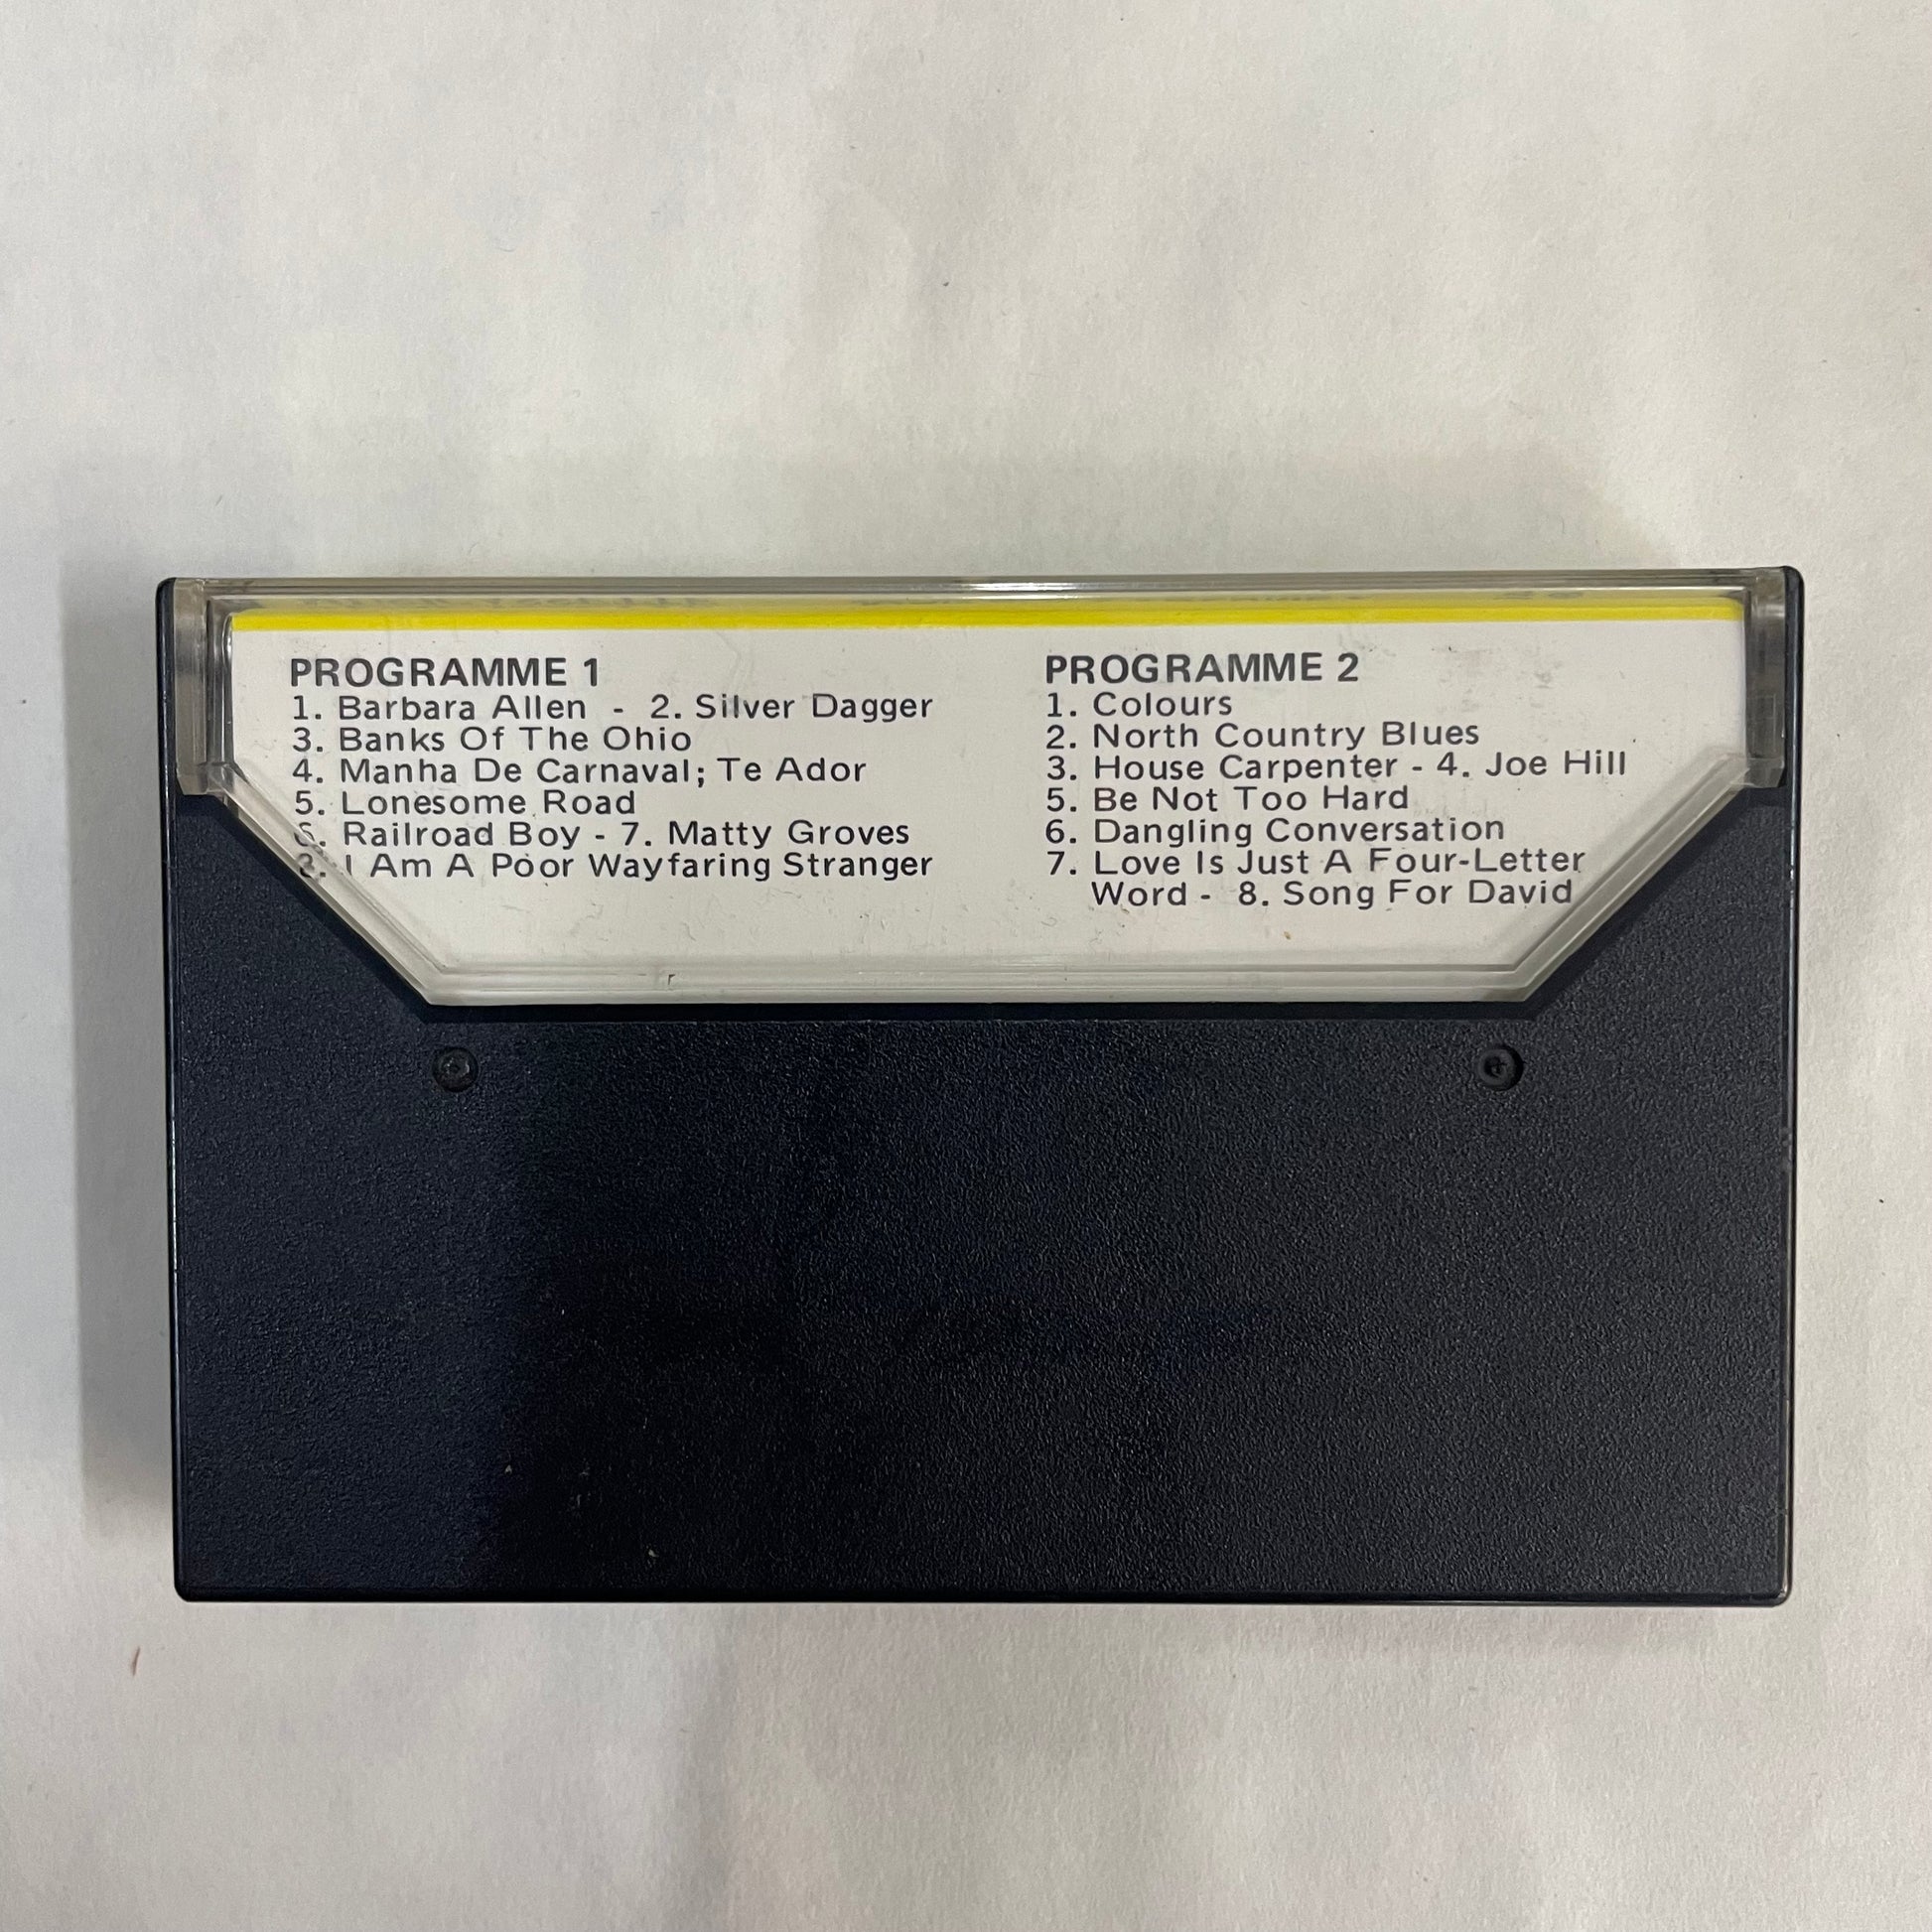 PROGRAMME 1
1. Barbara Allen - 2. Silver Dagger
3. Banks Of The Ohio
4. Manha De Carnaval; Te Ador
5. Lonesome Road
6. Railroad Boy - 7. Matty Groves
8. I Am A Poor Wayfaring Stranger
PROGRAMME 2
1. Colours
2. North Country Blues
3. House Carpenter - 4. Joe Hill
5. Be Not Too Hard
6. Dangling Conversation
7. Love Is Just A Four-Letter
Word - 8. Song For David